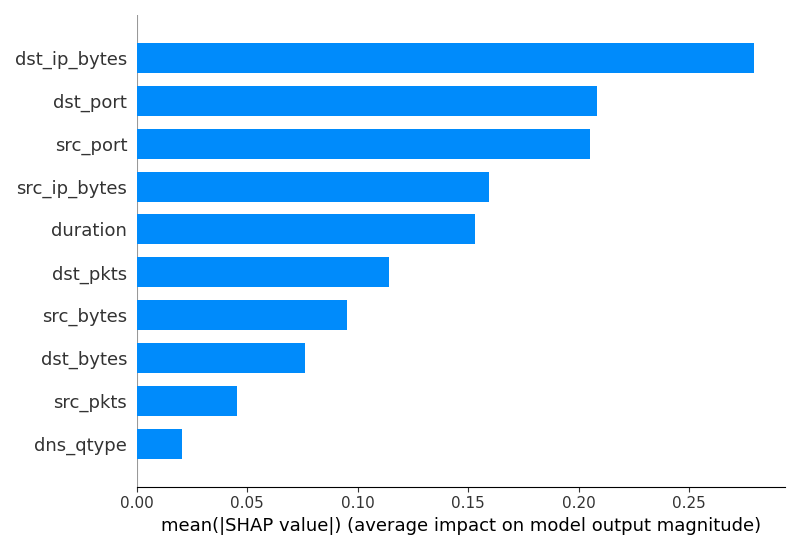 dst_ip_bytes
dst_port
src_port
src_ip_bytes
duration
dst_pkts
src_bytes
dst_bytes
src_pkts
dns_qtype
0.00 0.05 0.10 0.15 0.20 0.25
mean(|SHAP value|) (average impact on model output magnitude)